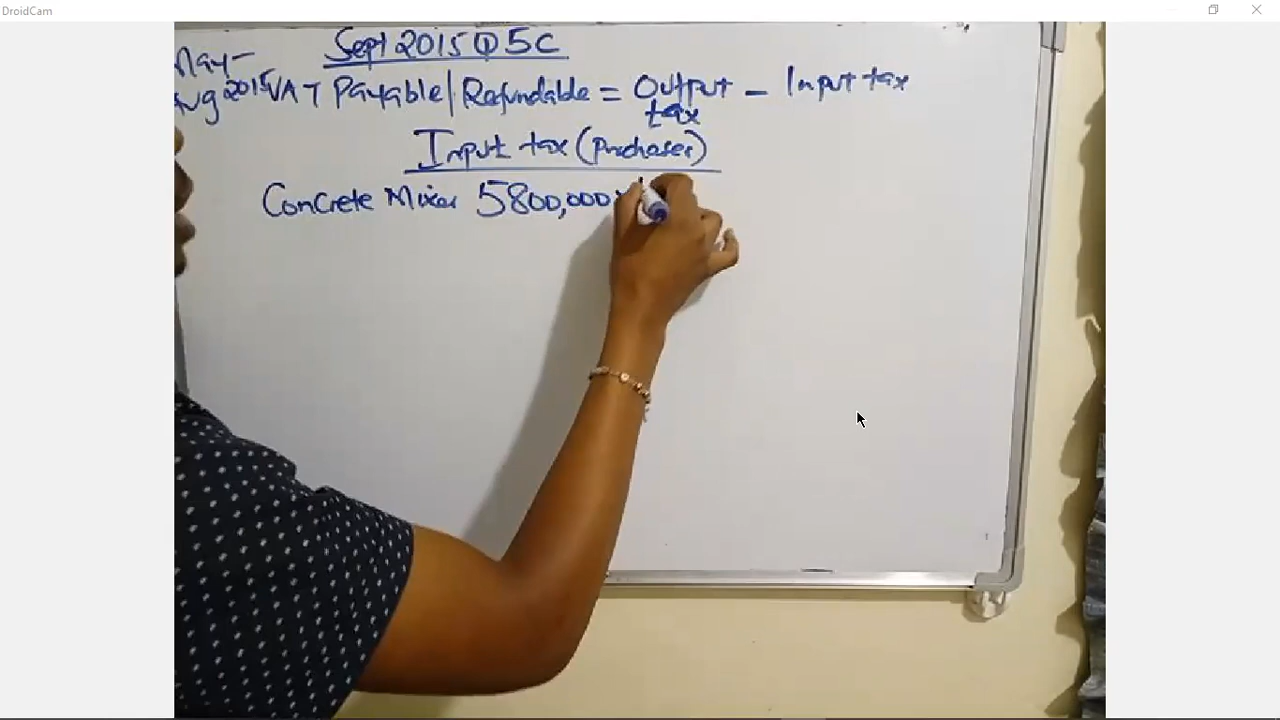 DroidCam
Sept 2015 Q 5C
May-
Aug 2015 VAT Payable/Refundable = Output tax - Input tax
Input tax (Purchases)
Concrete Mixer 5800,000